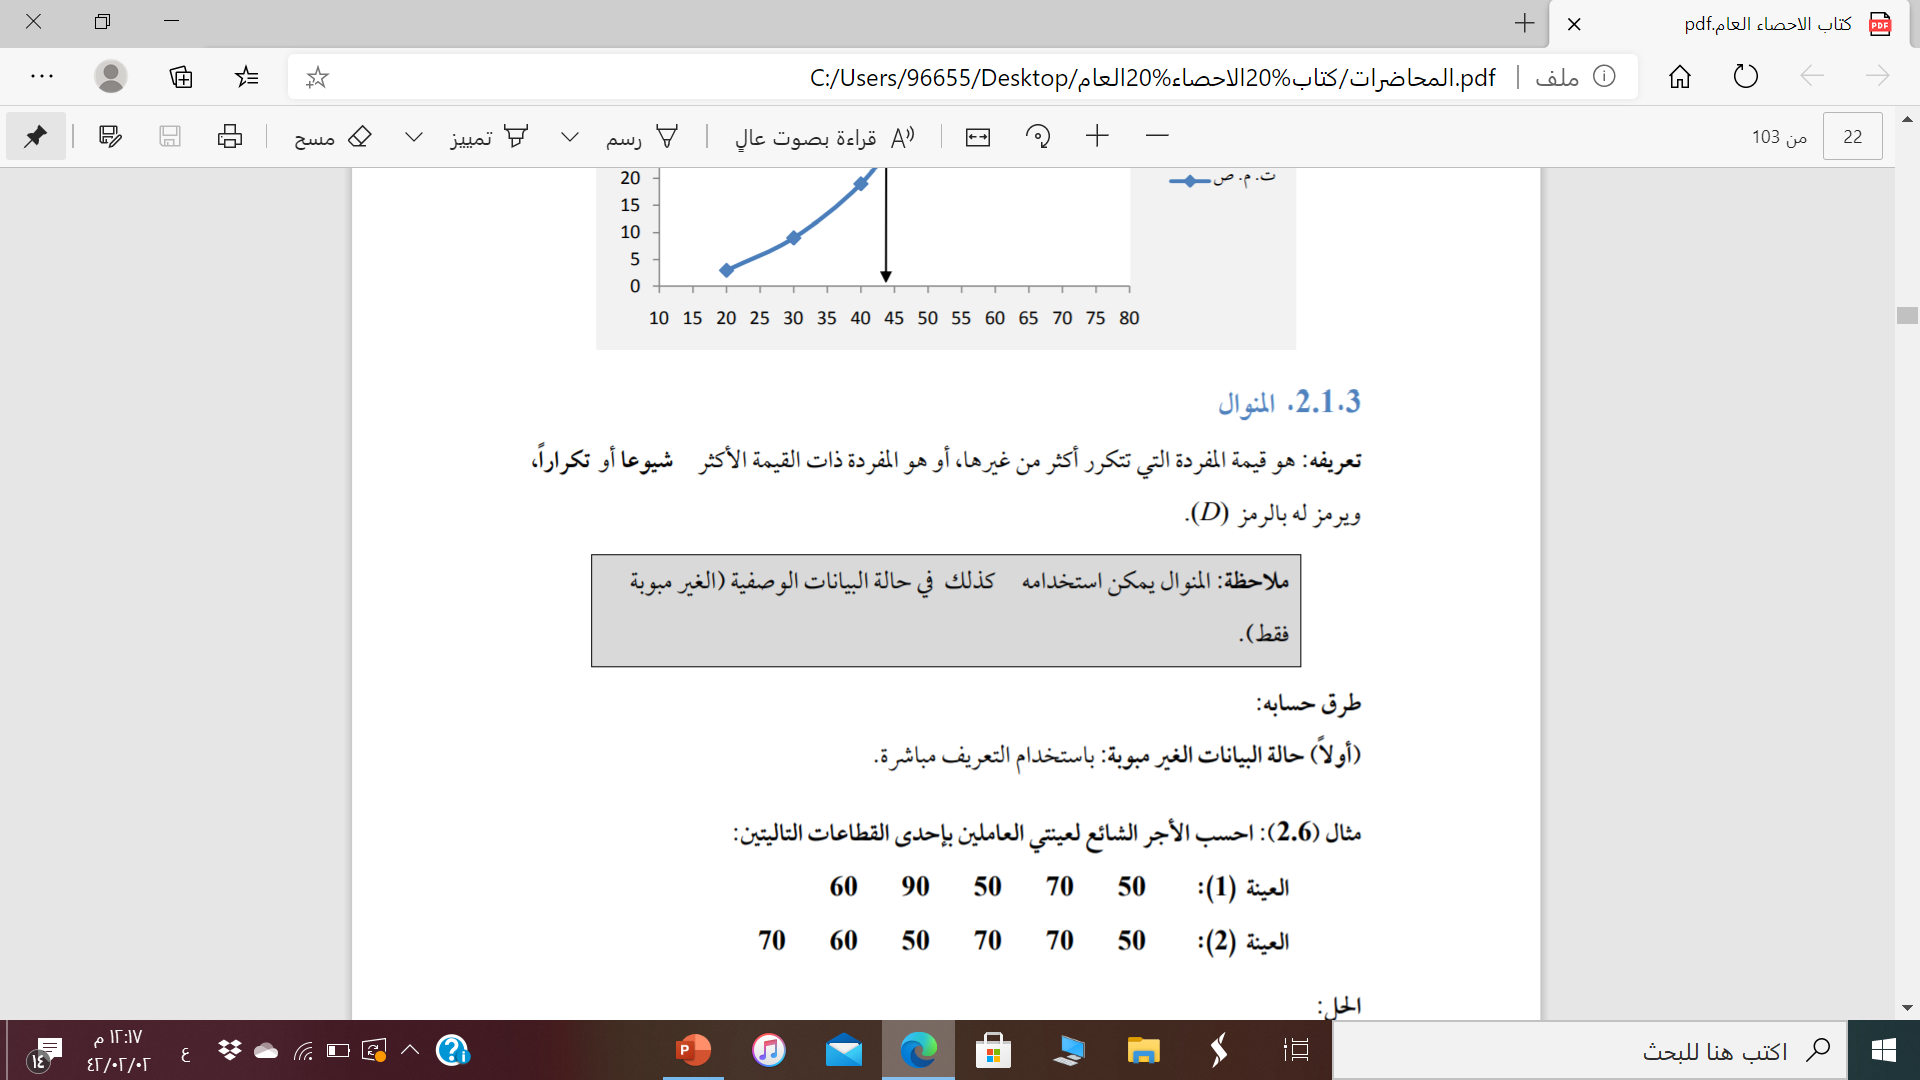 كتاب الاحصاء العام.pdf
C:/Users/96655/Desktop/المحاضرات/كتاب%20الاحصاء%20العام.pdf
ملف
22
من 103
قراءة بصوت عالٍ
رسم
تمييز
مسح
20
15
10
5
0
10 15 20 25 30 35 40 45 50 55 60 65 70 75 80
ت. م. ص
2.1.3. المنوال
تعريفه: هو قيمة المفردة التي تتكرر أكثر من غيرها، أو هو المفردة ذات القيمة الأكثر شيوعا أو تكراراً،
ويرمز له بالرمز (D).
ملاحظة: المنوال يمكن استخدامه كذلك في حالة البيانات الوصفية (الغير مبوبة
فقط).
طرق حسابه:
(أولاً) حالة البيانات الغير مبوبة: باستخدام التعريف مباشرة.
مثال (2.6): احسب الأجر الشائع لعينتي العاملين بإحدى القطاعات التاليتين:
العينة (1): 50 70 50 90 60
العينة (2): 50 70 70 50 60 70
الحل:
اكتب هنا للبحث
ع
١٢:١٧ م
٤٢/٠٢/٠٢
١٤